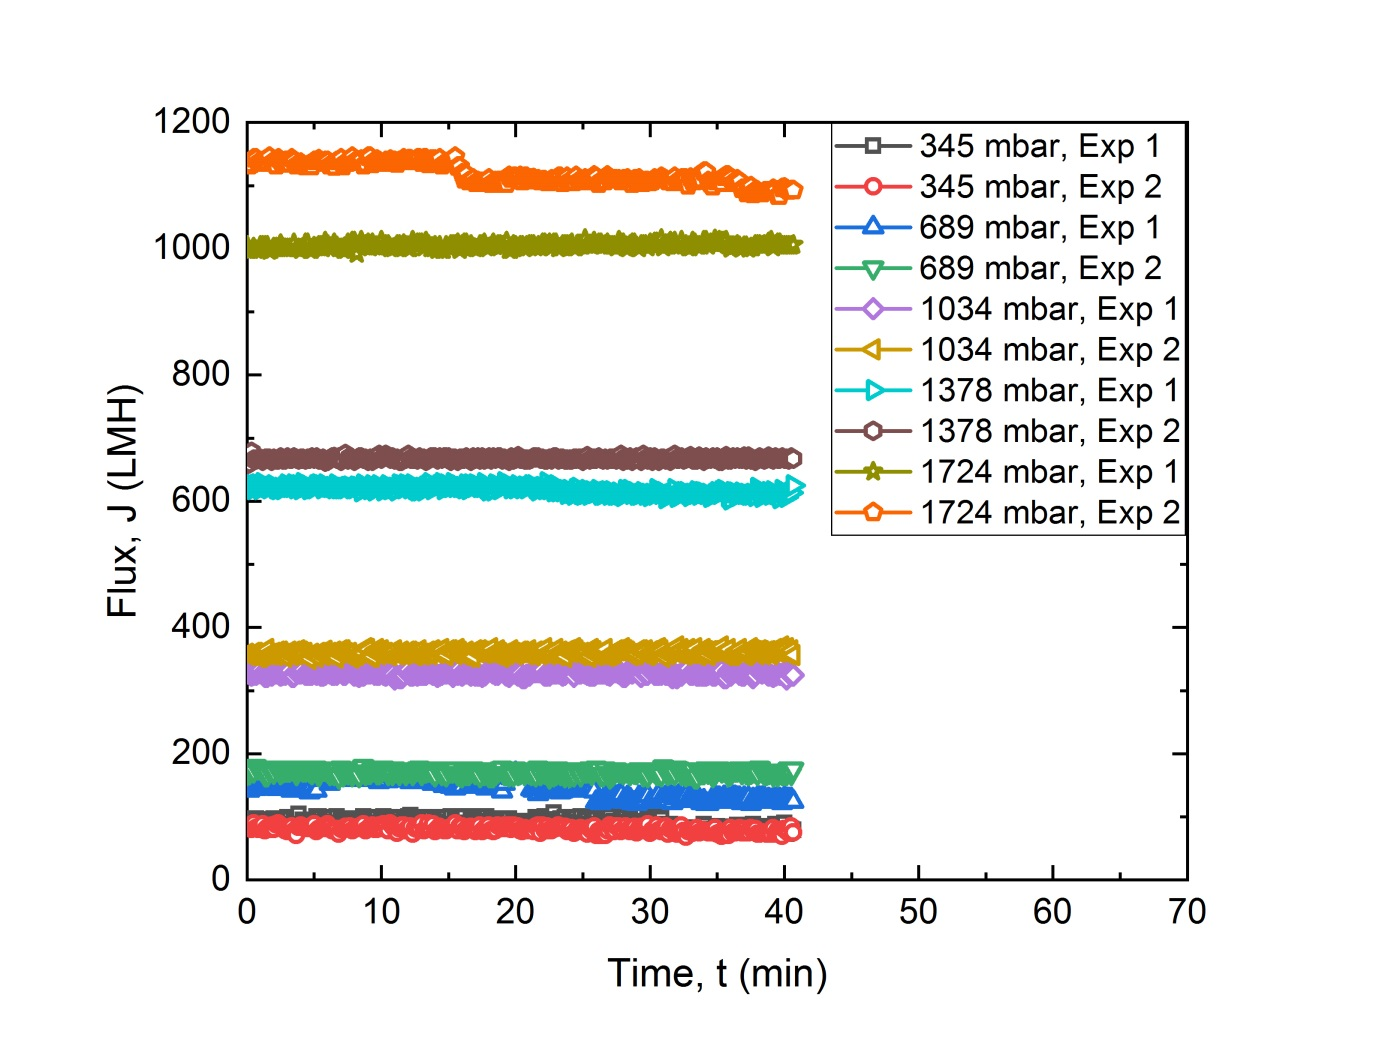 1200
1000
800
600
400
200
0
Flux, J (LMH)
0 10 20 30 40 50 60 70
Time, t (min)
345 mbar, Exp 1
345 mbar, Exp 2
689 mbar, Exp 1
689 mbar, Exp 2
1034 mbar, Exp 1
1034 mbar, Exp 2
1378 mbar, Exp 1
1378 mbar, Exp 2
1724 mbar, Exp 1
1724 mbar, Exp 2